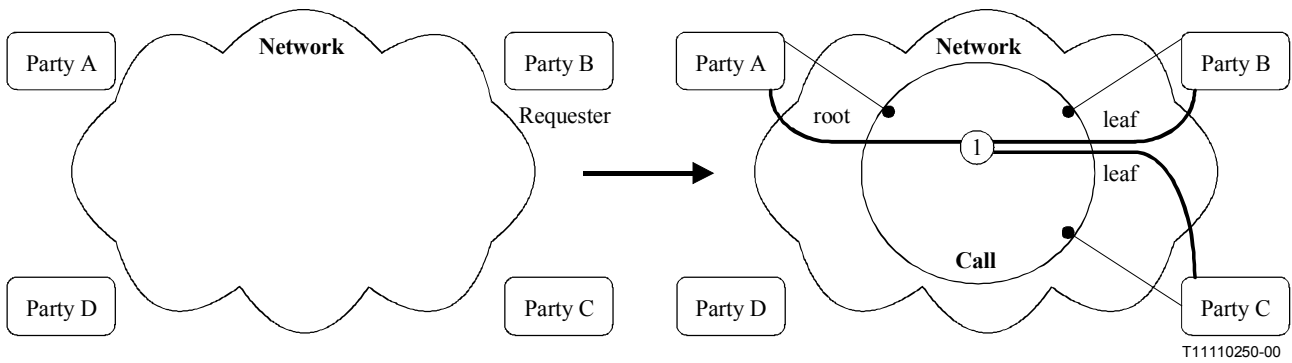 Network
Party A
Party B
Requester
Party D
Party C
Network
Party A
Party B
root
leaf
1
leaf
Call
Party D
Party C
T11110250-00